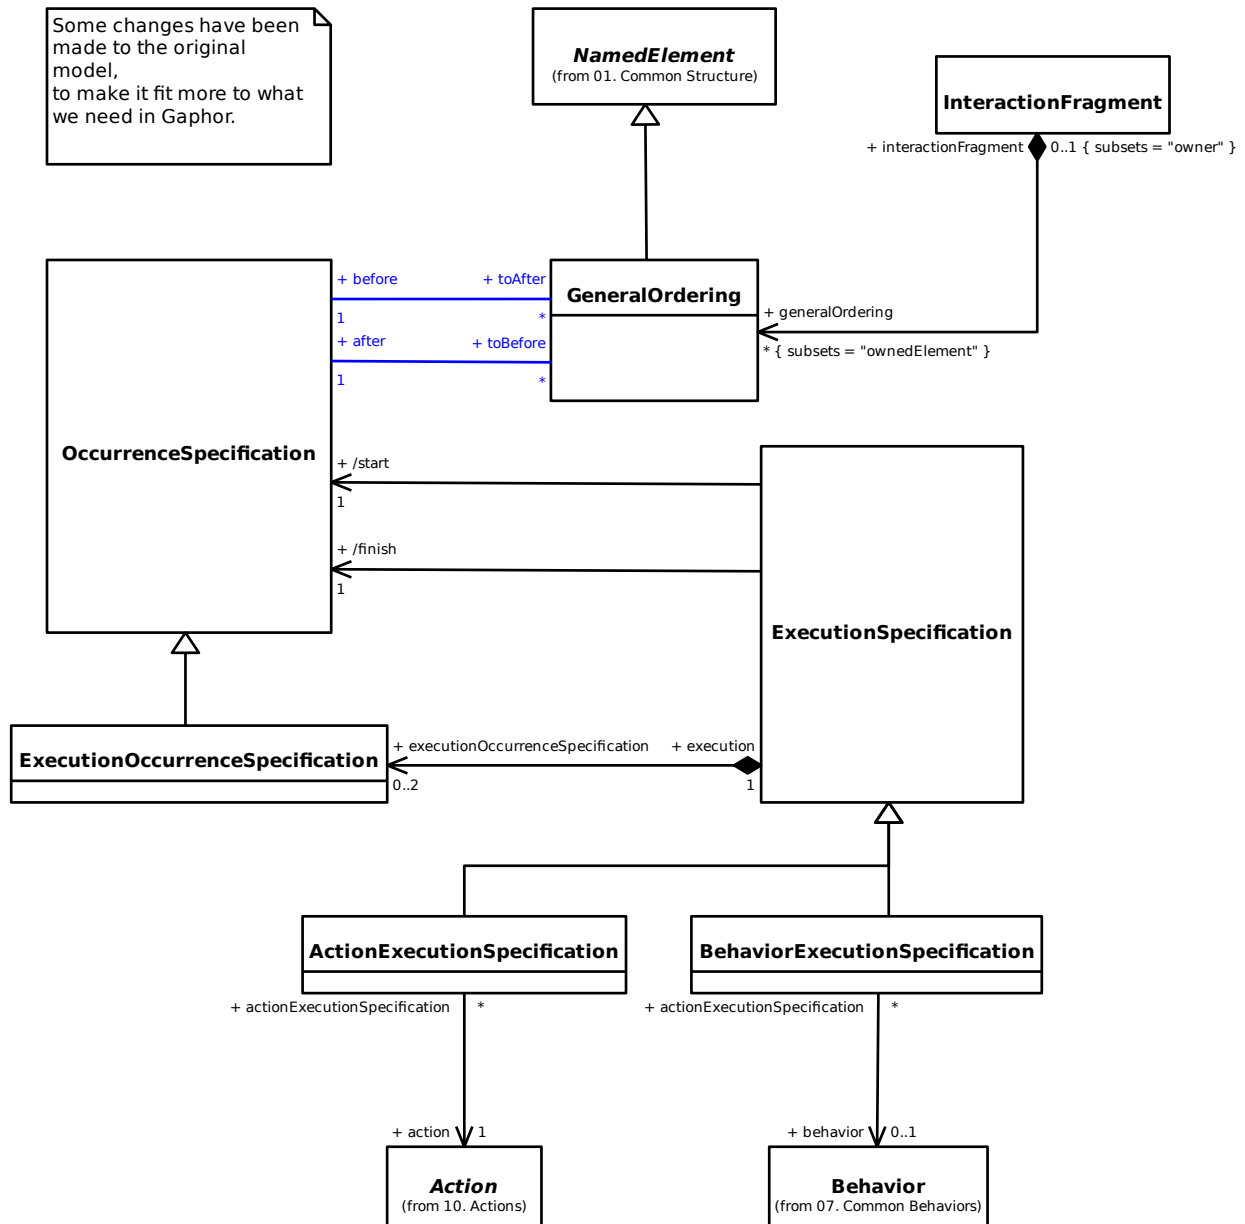 Some changes have been
made to the original
model,
to make it fit more to what
we need in Gaphor.
NamedElement
(from 01. Common Structure)
InteractionFragment
+ interactionFragment
0..1 { subsets = "owner" }
+ before
+ toAfter
1
*
+ after
+ toBefore
1
*
GeneralOrdering
+ generalOrdering
* { subsets = "ownedElement" }
OccurrenceSpecification
+ /start
1
+ /finish
1
ExecutionSpecification
ExecutionOccurrenceSpecification
+ executionOccurrenceSpecification
+ execution
0..2
1
ActionExecutionSpecification
BehaviorExecutionSpecification
+ actionExecutionSpecification
*
+ actionExecutionSpecification
*
+ action
1
+ behavior
0..1
Action
(from 10. Actions)
Behavior
(from 07. Common Behaviors)